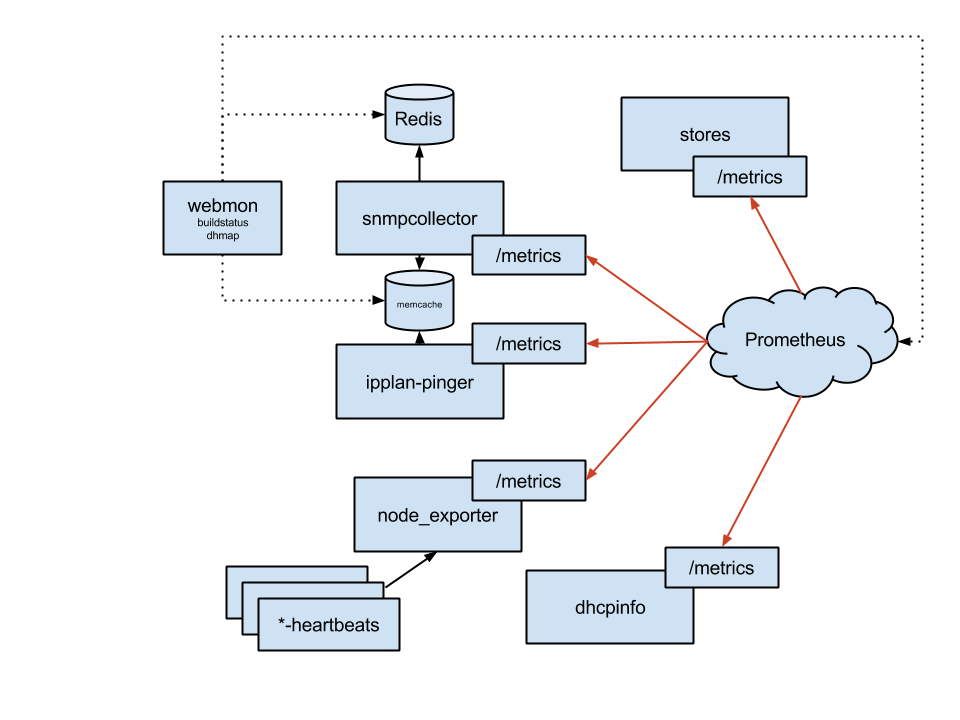 Redis
stores
/metrics
webmon
buildstatus
dhmap
snmpcollector
/metrics
memcache
/metrics
Prometheus
ipplan-pinger
/metrics
node_exporter
/metrics
dhcpinfo
*-heartbeats